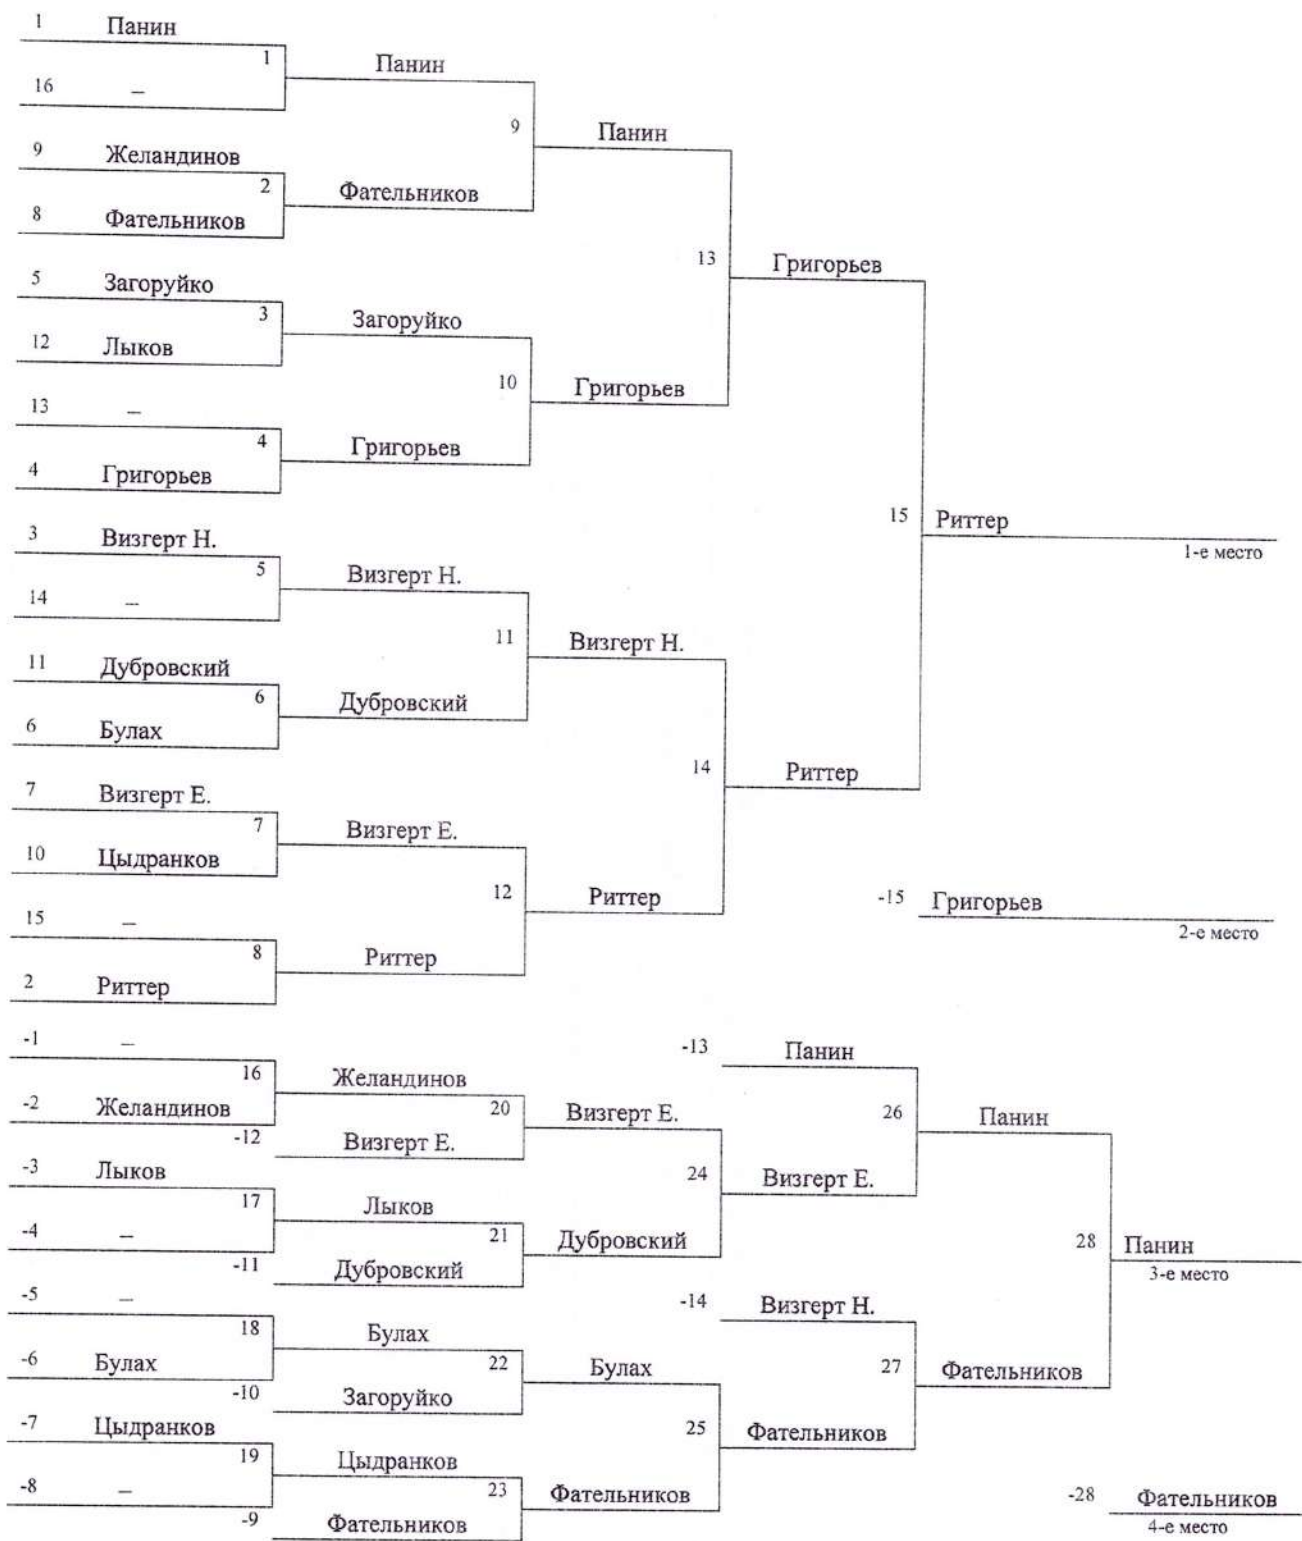 1 Панин
1 Панин
16 –
9 Панин
9 Желандинов
2 Фательников
8 Фательников
13 Григорьев
5 Загоруйко
3 Загоруйко
12 Лыков
10 Григорьев
13 –
4 Григорьев
4 Григорьев
15 Риттер
1-е место
3 Визгерт Н.
5 Визгерт Н.
14 –
11 Визгерт Н.
11 Дубровский
6 Дубровский
6 Булах
14 Риттер
7 Визгерт Е.
7 Визгерт Е.
10 Цыдранков
12 Риттер
-15 Григорьев
2-е место
15 –
8 Риттер
2 Риттер
-1 –
-13 Панин
16 Желандинов
-2 Желандинов
20 Визгерт Е.
26 Панин
-12 Визгерт Е.
-3 Лыков
24 Визгерт Е.
17 Лыков
-4 –
21 Дубровский
28 Панин
3-е место
-11 Дубровский
-5 –
-14 Визгерт Н.
18 Булах
-6 Булах
22 Булах
27 Фательников
-10 Загоруйко
-7 Цыдранков
25 Фательников
19 Цыдранков
-8 –
23 Фательников
-28 Фательников
4-е место
-9 Фательников